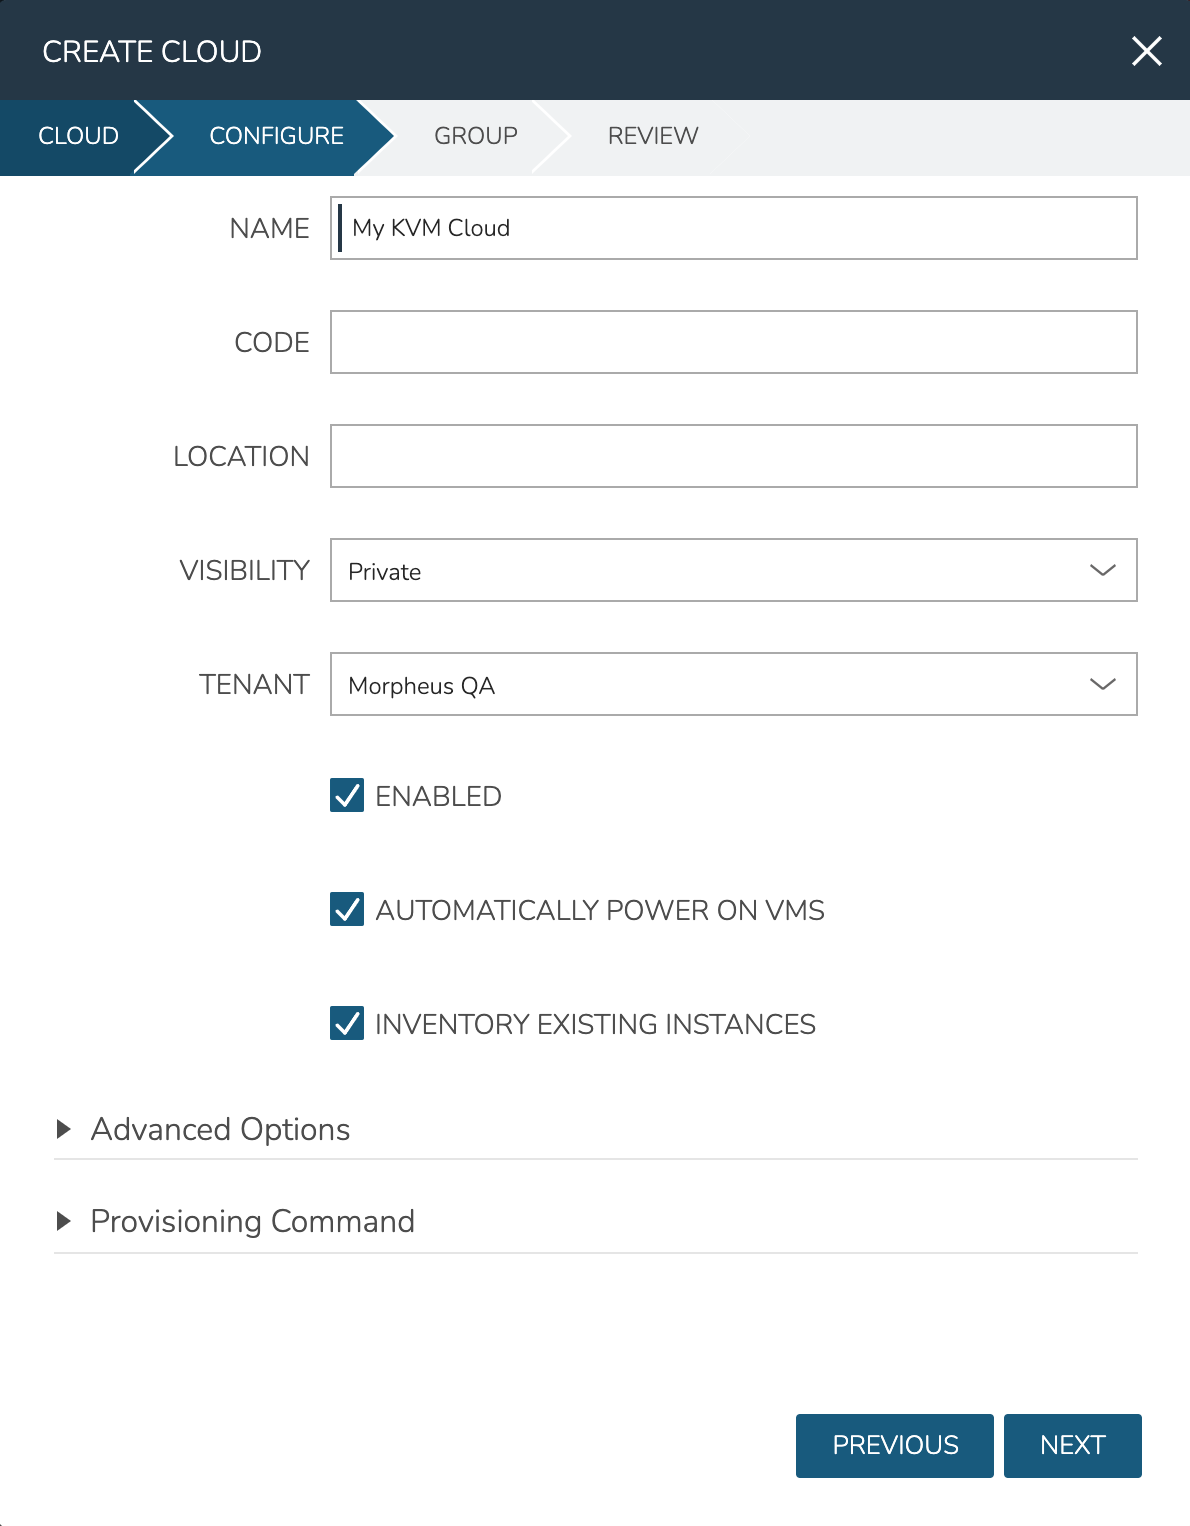 CREATE CLOUD
CLOUD CONFIGURE GROUP REVIEW
NAME My KVM Cloud
CODE
LOCATION
VISIBILITY Private
TENANT Morpheus QA
ENABLED
AUTOMATICALLY POWER ON VMS
INVENTORY EXISTING INSTANCES
Advanced Options
Provisioning Command
PREVIOUS NEXT